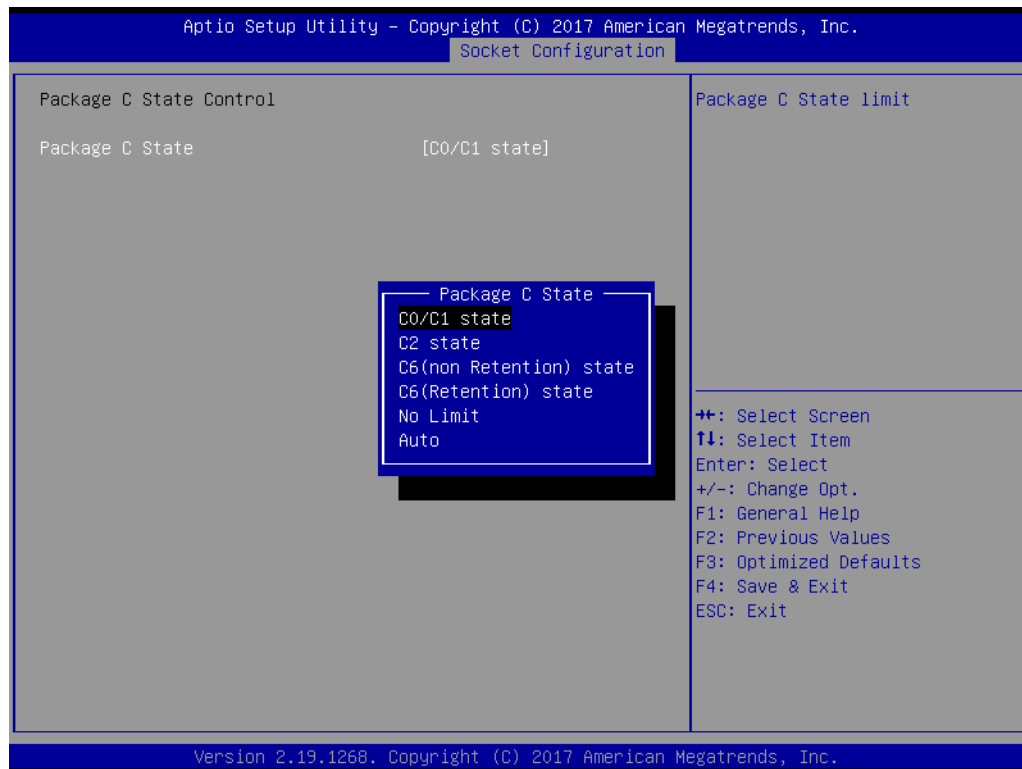 Aptio Setup Utility – Copyright (C) 2017 American Megatrends, Inc.
Socket Configuration
Package C State Control
Package C State [C0/C1 state]
Package C State limit
Package C State
C0/C1 state
C2 state
C6(non Retention) state
C6(Retention) state
No Limit
Auto
→←: Select Screen
↑↓: Select Item
Enter: Select
+/-: Change Opt.
F1: General Help
F2: Previous Values
F3: Optimized Defaults
F4: Save & Exit
ESC: Exit
Version 2.19.1268. Copyright (C) 2017 American Megatrends, Inc.